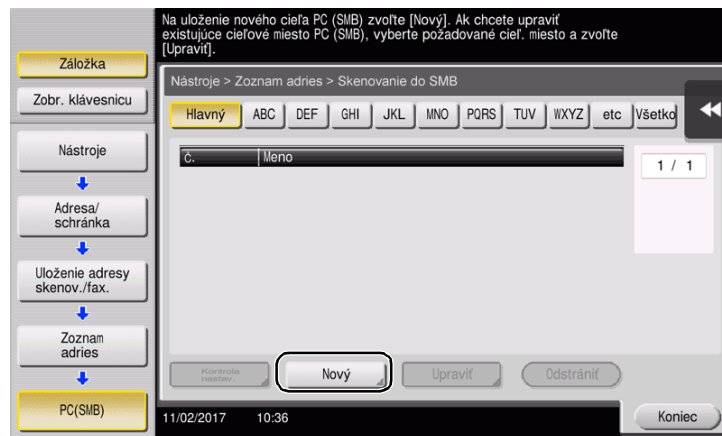 Na uloženie nového cieľa PC (SMB) zvoľte [Nový]. Ak chcete upraviť
existujúce cieľové miesto PC (SMB), vyberte požadované cieľ. miesto a zvoľte
[Upraviť].
Záložka
Zobr. klávesnicu
Nástroje
Adresa/
schránka
Uloženie adresy
skenov./fax.
Zoznam
adries
PC(SMB)
Nástroje > Zoznam adries > Skenovanie do SMB
Hlavný ABC DEF GHI JKL MNO PQRS TUV WXYZ etc Všetko
č. Meno
1 / 1
Kontrola
nastav.
Nový Upraviť Odstrániť
11/02/2017 10:36
Koniec